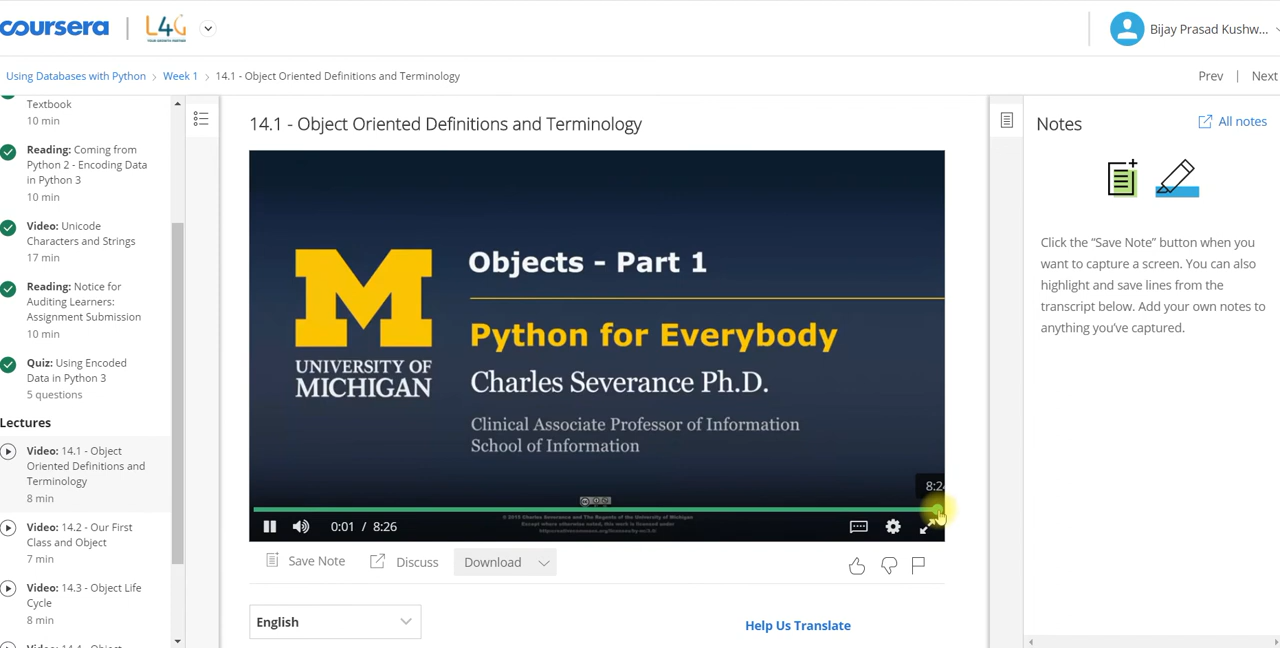 coursera
L4G
Bijay Prasad Kushw...
Using Databases with Python > Week 1 > 14.1 - Object Oriented Definitions and Terminology
Prev | Next
Textbook
10 min
Reading: Coming from
Python 2 - Encoding Data
in Python 3
10 min
Video: Unicode
Characters and Strings
17 min
Reading: Notice for
Auditing Learners:
Assignment Submission
10 min
Quiz: Using Encoded
Data in Python 3
5 questions
Lectures
Video: 14.1 - Object
Oriented Definitions and
Terminology
8 min
Video: 14.2 - Our First
Class and Object
7 min
Video: 14.3 - Object Life
Cycle
8 min
14.1 - Object Oriented Definitions and Terminology
M
UNIVERSITY OF
MICHIGAN
Objects - Part 1
Python for Everybody
Charles Severance Ph.D.
Clinical Associate Professor of Information
School of Information
8:24
0:01 / 8:26
Save Note
Discuss
Download
English
Help Us Translate
Notes
All notes
Click the “Save Note” button when you
want to capture a screen. You can also
highlight and save lines from the
transcript below. Add your own notes to
anything you’ve captured.